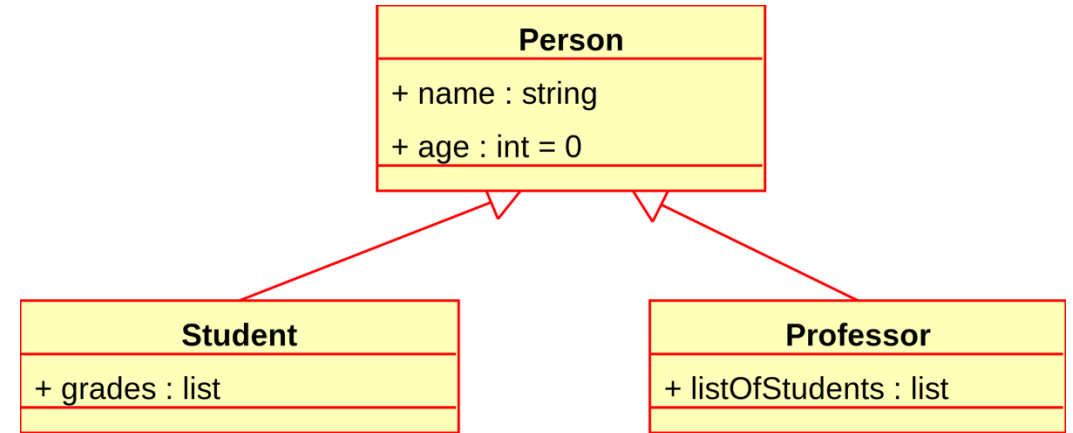 Person
+ name : string
+ age : int = 0
Student
+ grades : list
Professor
+ listOfStudents : list